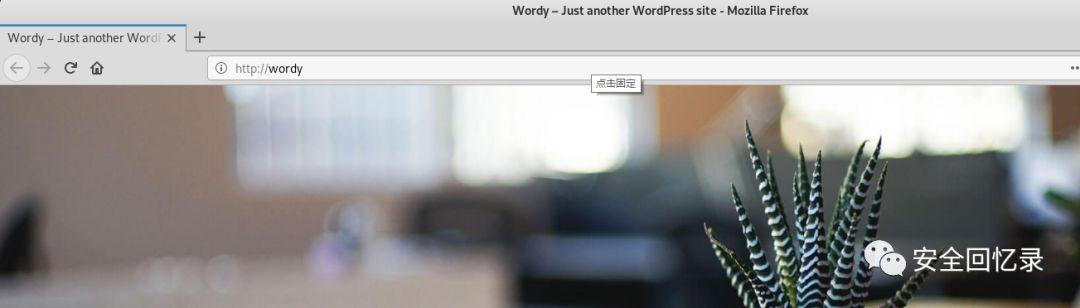 Wordy – Just another WordPress site - Mozilla Firefox
Wordy – Just another Word
http://wordy
点击固定
安全回忆录